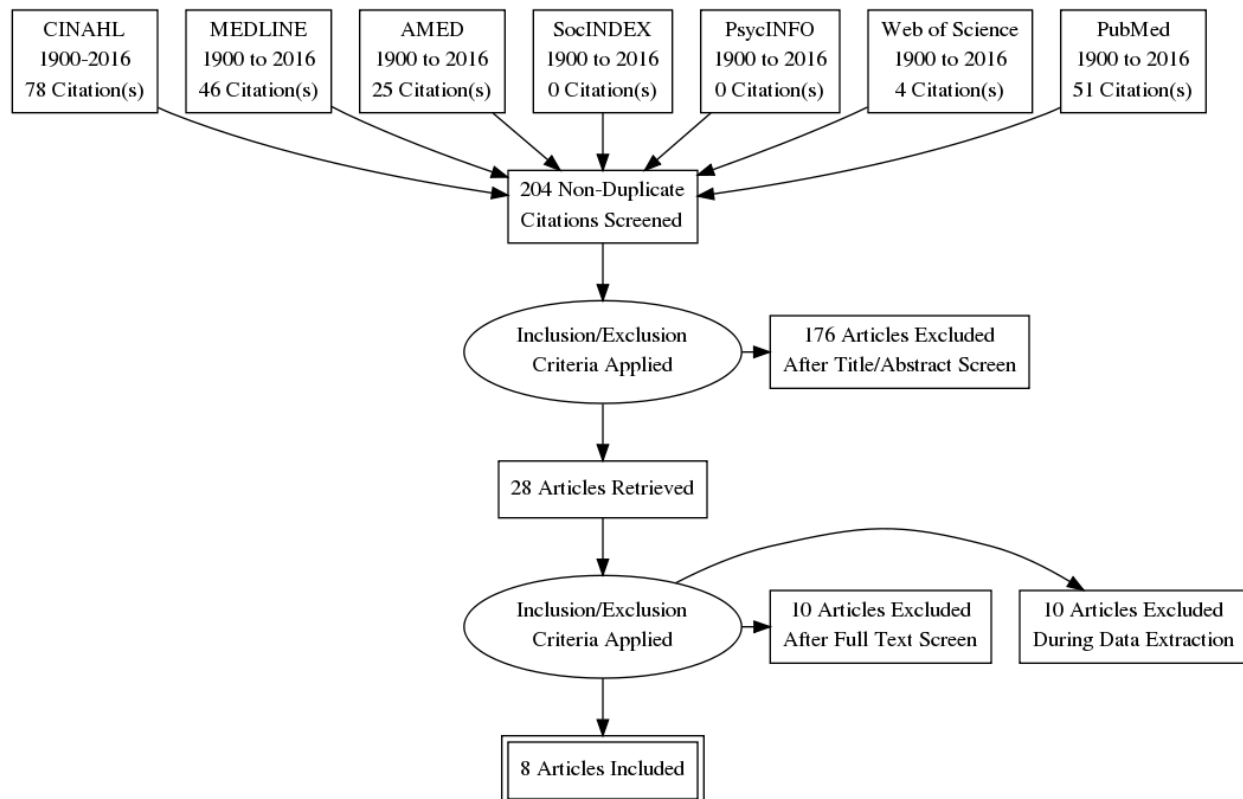 CINAHL
1900-2016
78 Citation(s)
MEDLINE
1900 to 2016
46 Citation(s)
AMED
1900 to 2016
25 Citation(s)
SocINDEX
1900 to 2016
0 Citation(s)
PsycINFO
1900 to 2016
0 Citation(s)
Web of Science
1900 to 2016
4 Citation(s)
PubMed
1900 to 2016
51 Citation(s)
204 Non-Duplicate
Citations Screened
Inclusion/Exclusion
Criteria Applied
176 Articles Excluded
After Title/Abstract Screen
28 Articles Retrieved
Inclusion/Exclusion
Criteria Applied
10 Articles Excluded
After Full Text Screen
10 Articles Excluded
During Data Extraction
8 Articles Included